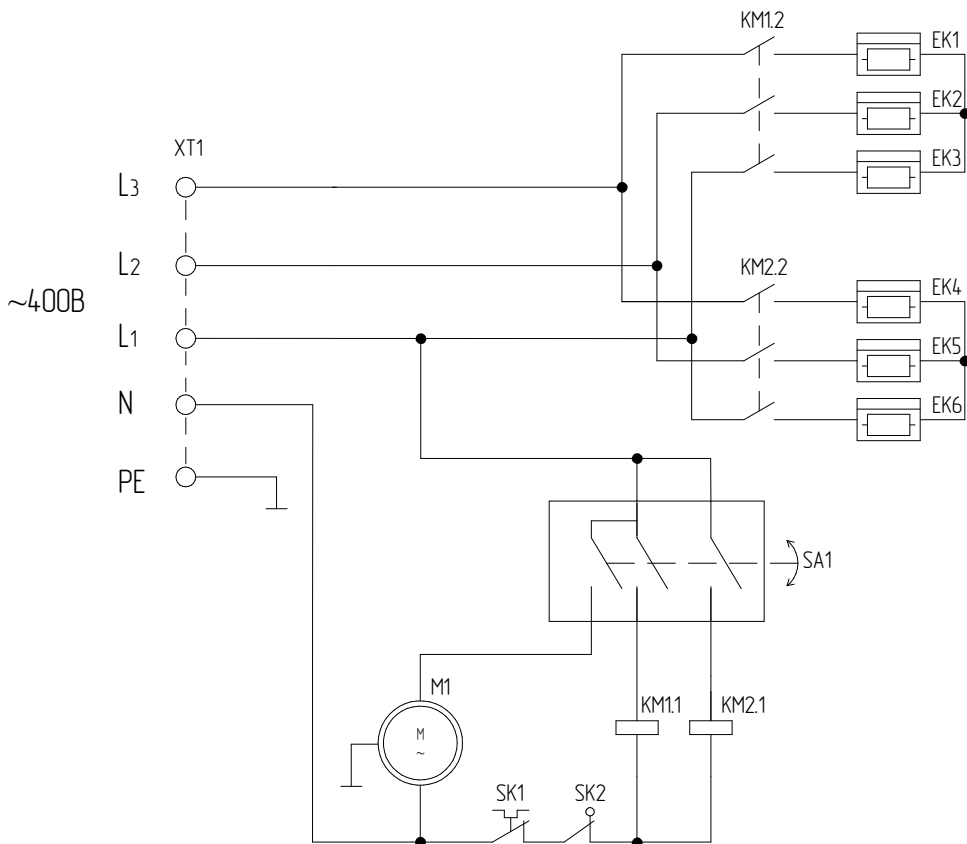 KM1.2
EK1
EK2
EK3
XT1
L3
L2
KM2.2
EK4
~400В
L1
EK5
N
EK6
PE
SA1
M1
KM1.1
KM2.1
M
~
SK1
SK2